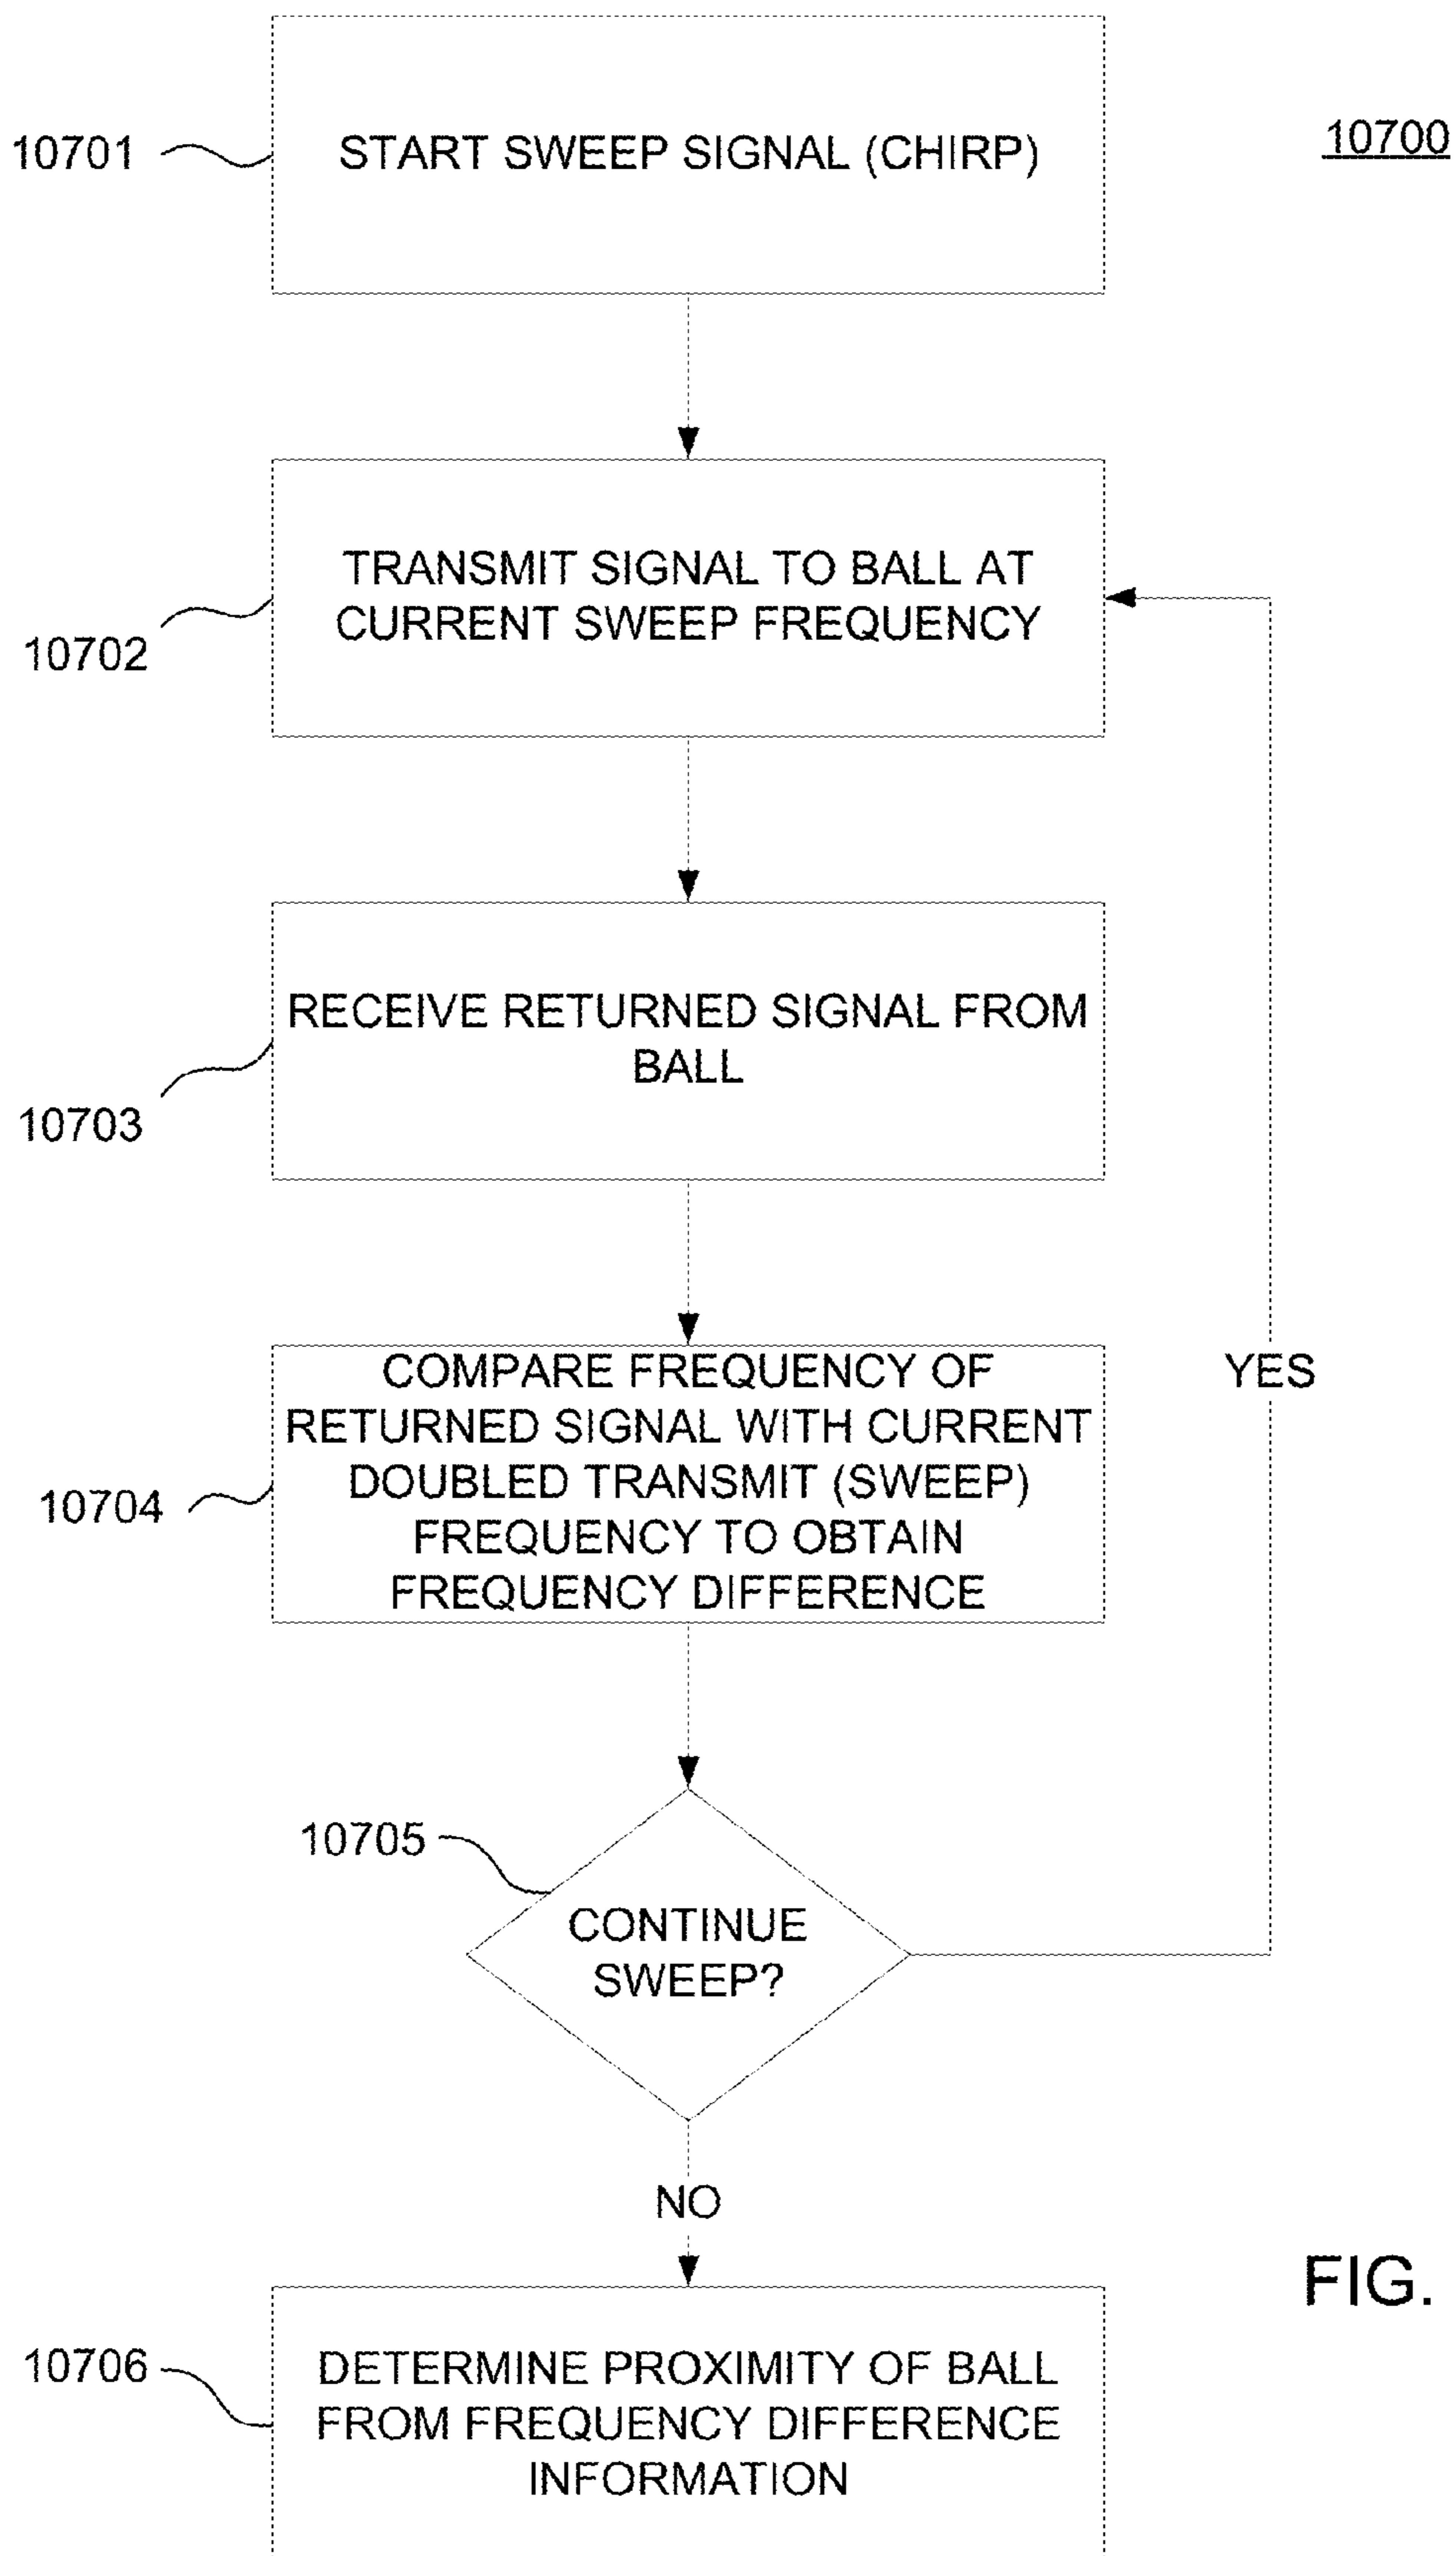 10700
10701
START SWEEP SIGNAL (CHIRP)
10702
TRANSMIT SIGNAL TO BALL AT
CURRENT SWEEP FREQUENCY
10703
RECEIVE RETURNED SIGNAL FROM
BALL
10704
COMPARE FREQUENCY OF
RETURNED SIGNAL WITH CURRENT
DOUBLED TRANSMIT (SWEEP)
FREQUENCY TO OBTAIN
FREQUENCY DIFFERENCE
YES
10705
CONTINUE
SWEEP?
NO
10706
DETERMINE PROXIMITY OF BALL
FROM FREQUENCY DIFFERENCE
INFORMATION
FIG.